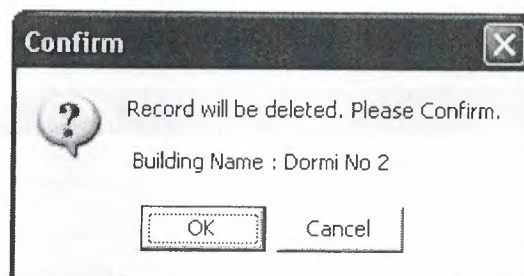 Confirm
Record will be deleted. Please Confirm.
Building Name : Dormi No 2
OK Cancel